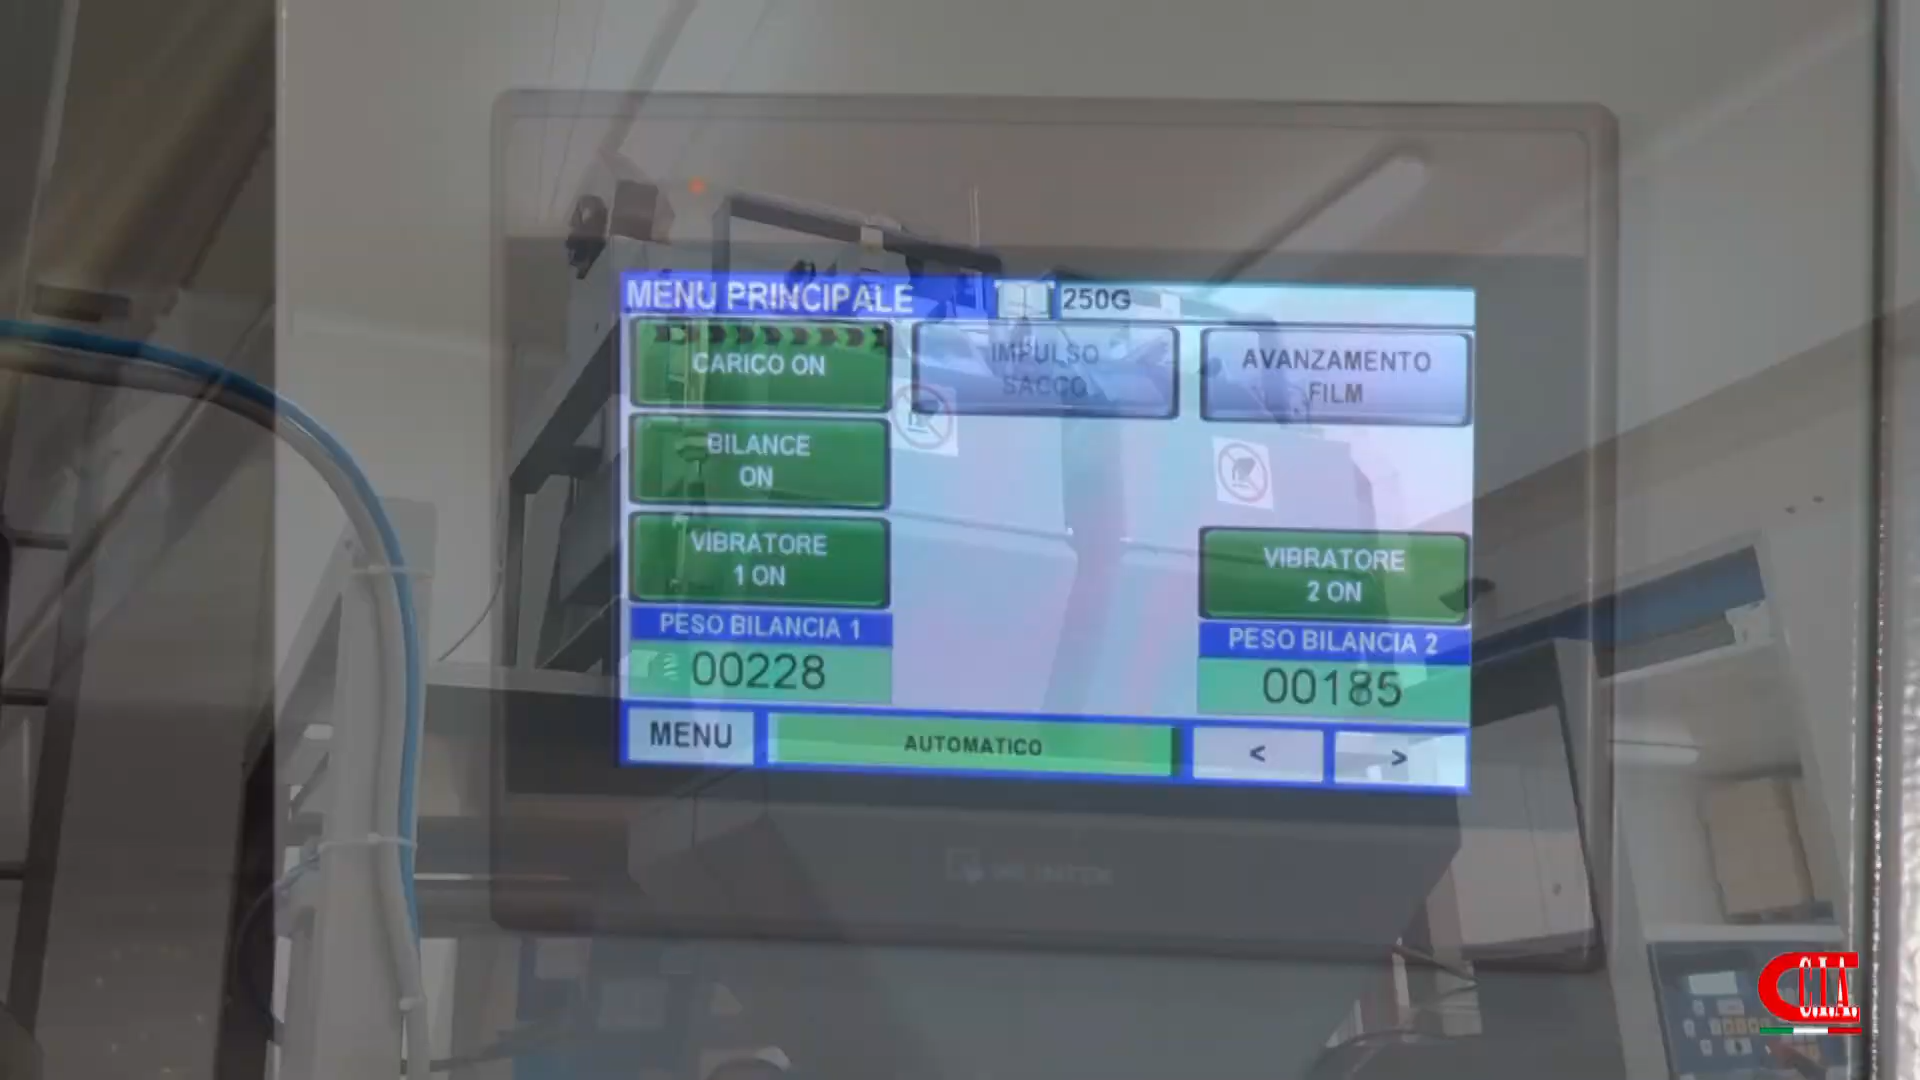 MENU PRINCIPALE
250G
CARICO ON
IMPULSO
SACCO
AVANZAMENTO
FILM
BILANCE
ON
VIBRATORE
1 ON
VIBRATORE
2 ON
PESO BILANCIA 1
PESO BILANCIA 2
00228
00185
MENU
AUTOMATICO
<
>
C.I.A.